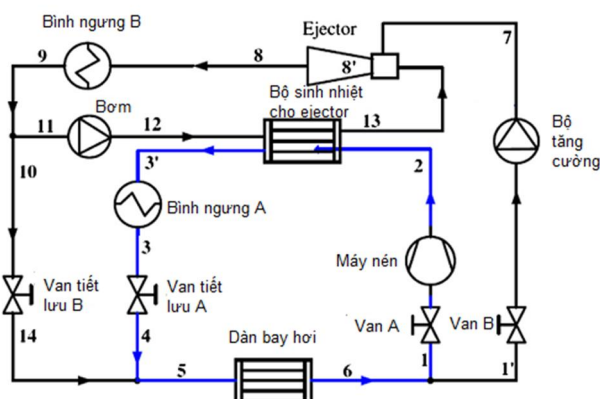 Bình ngưng B
Ejector
9
8
8'
7
Bơm
Bộ sinh nhiệt
cho ejector
11
12
13
Bộ
tăng
cường
10
3'
2
Bình ngưng A
3
Máy nén
Van tiết
lưu B
Van tiết
lưu A
14
4
Van A
Van B
Dàn bay hơi
5
6
1
1'